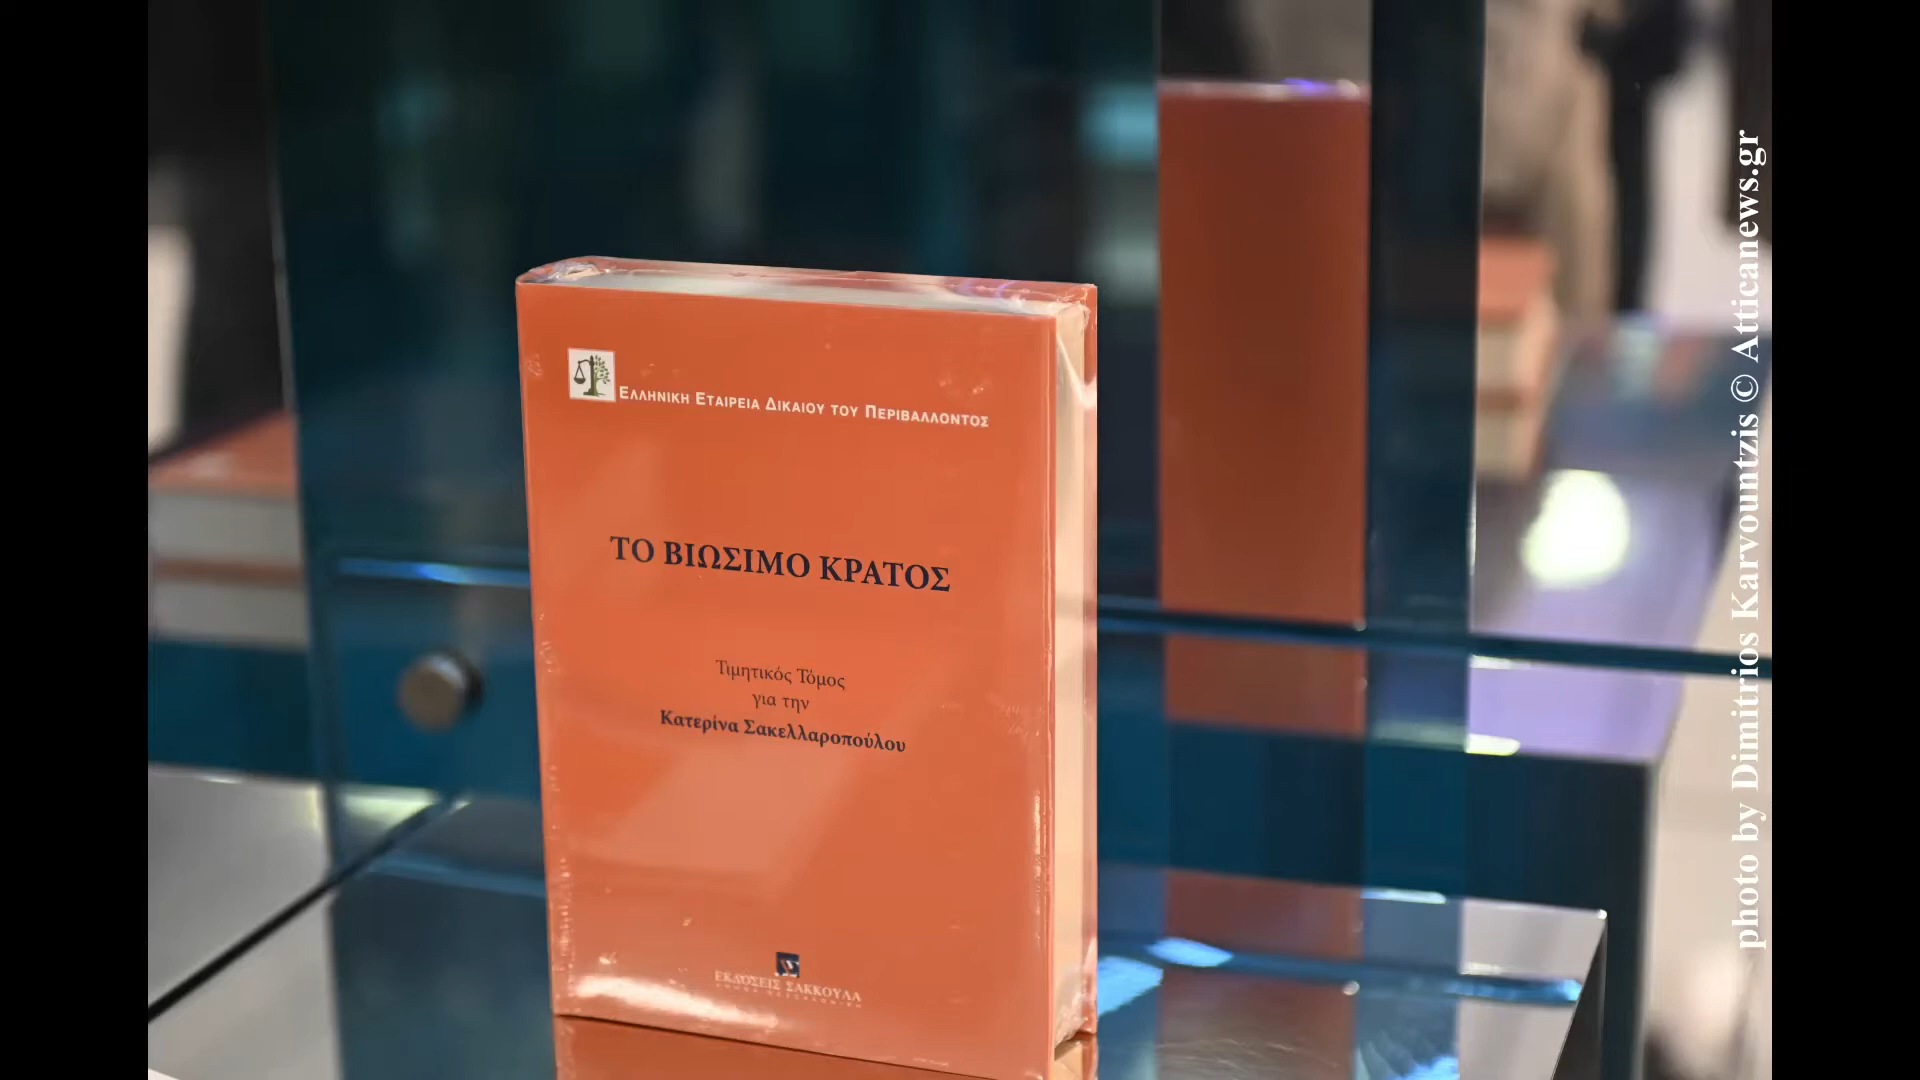 Ελληνική Εταιρεία Δικαίου του Περιβάλλοντος
ΤΟ ΒΙΩΣΙΜΟ ΚΡΑΤΟΣ
Τιμητικός Τόμος
για την
Κατερίνα Σακελλαροπούλου
ΕΚΔΟΣΕΙΣ ΣΑΚΚΟΥΛΑ
photo by Dimitrios Karvountzis © Atticanews.gr